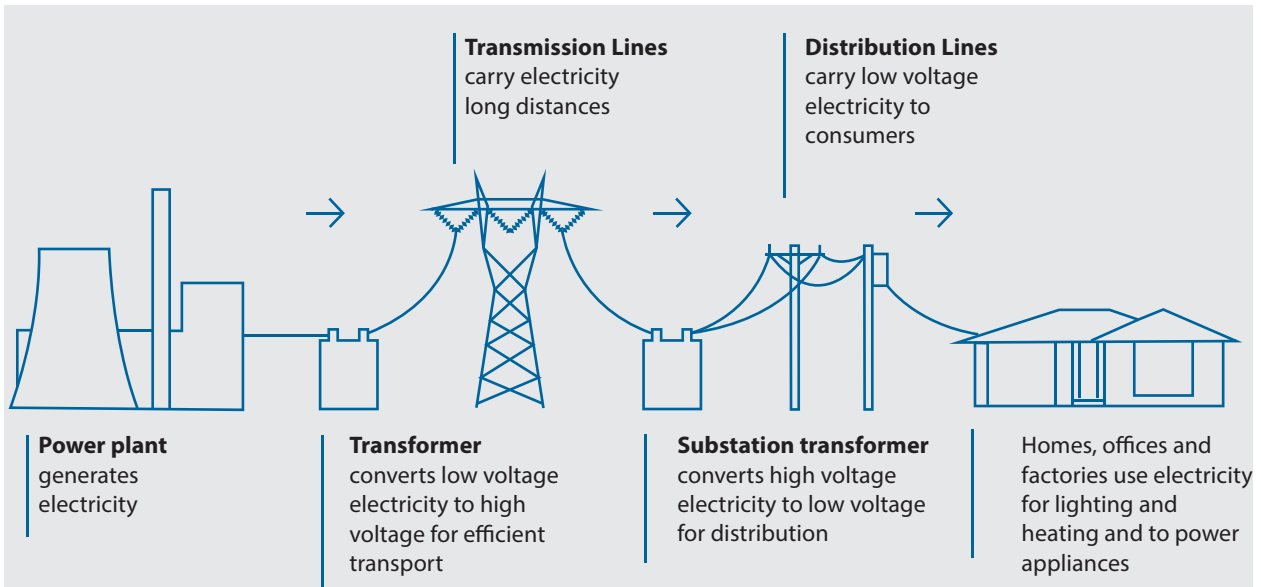 Transmission Lines
carry electricity
long distances
Distribution Lines
carry low voltage
electricity to
consumers
Power plant
generates
electricity
Transformer
converts low voltage
electricity to high
voltage for efficient
transport
Substation transformer
converts high voltage
electricity to low voltage
for distribution
Homes, offices and
factories use electricity
for lighting and
heating and to power
appliances